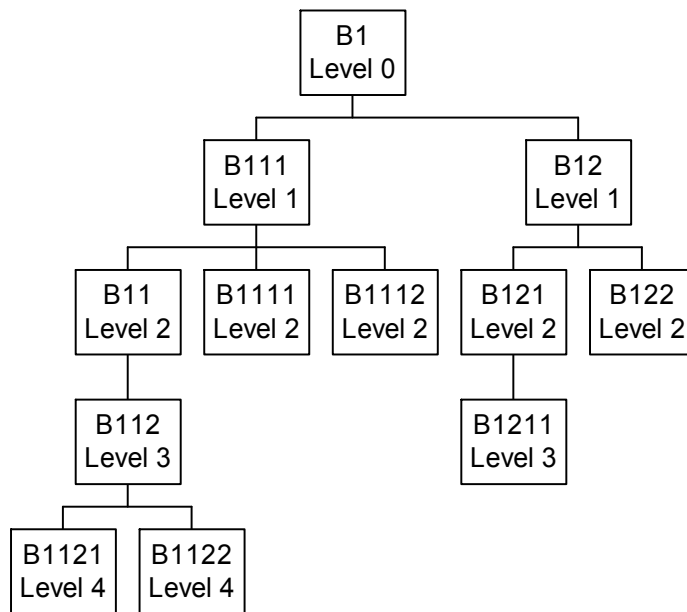 B1
Level 0
B111
Level 1
B12
Level 1
B11
Level 2
B1111
Level 2
B1112
Level 2
B121
Level 2
B122
Level 2
B112
Level 3
B1211
Level 3
B1121
Level 4
B1122
Level 4